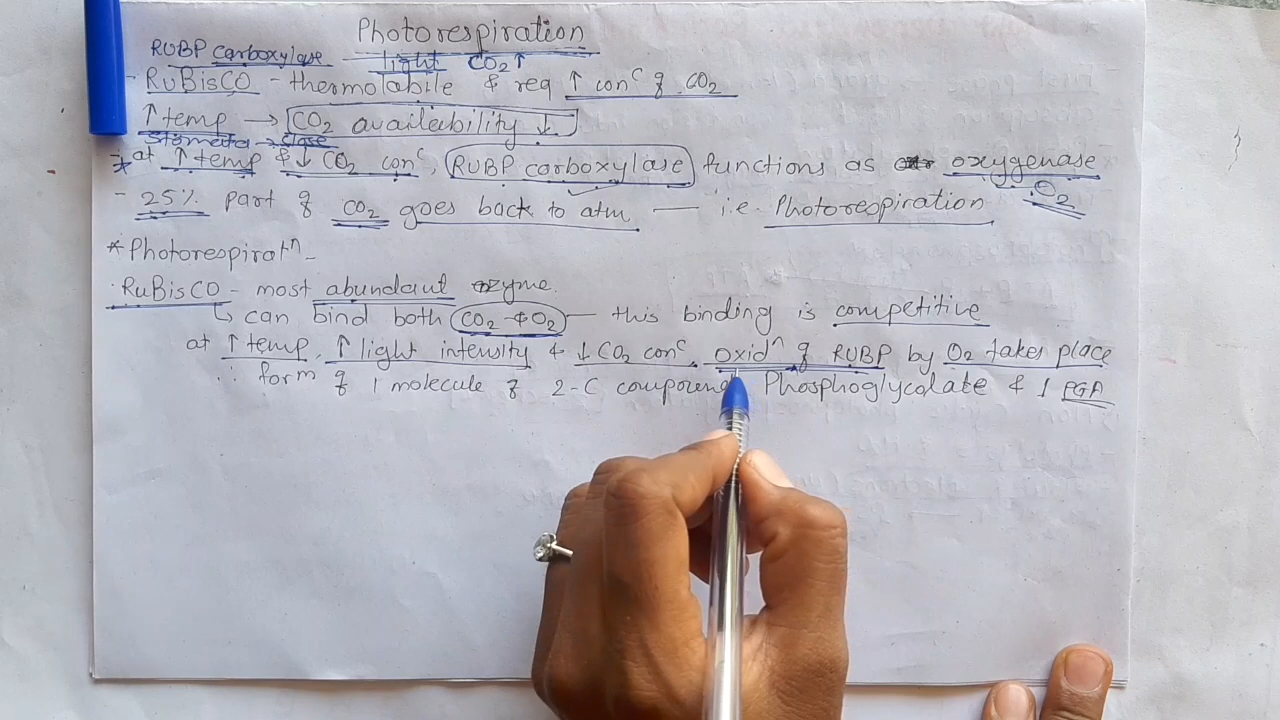 Photorespiration
RUBP carboxylase light CO2↑
- RuBisCO - thermolabile & req ↑ conᶜ of CO2
↑ temp → CO2 availability ↓
stomata → close
* at ↑ temp & ↓ CO2 conᶜ, RUBP carboxylase functions as oxygenase
O2
- 25% part of CO2 goes back to atm — i.e. Photorespiration
* Photorespiratⁿ -
· RuBisCO - most abundant enzyme.
↳ can bind both CO2 & O2 — this binding is competitive
at ↑ temp, ↑ light intensity & ↓ CO2 conᶜ, oxidⁿ of RUBP by O2 takes place
∴ formⁿ of 1 molecule of 2-C compound Phosphoglycolate & 1 PGA